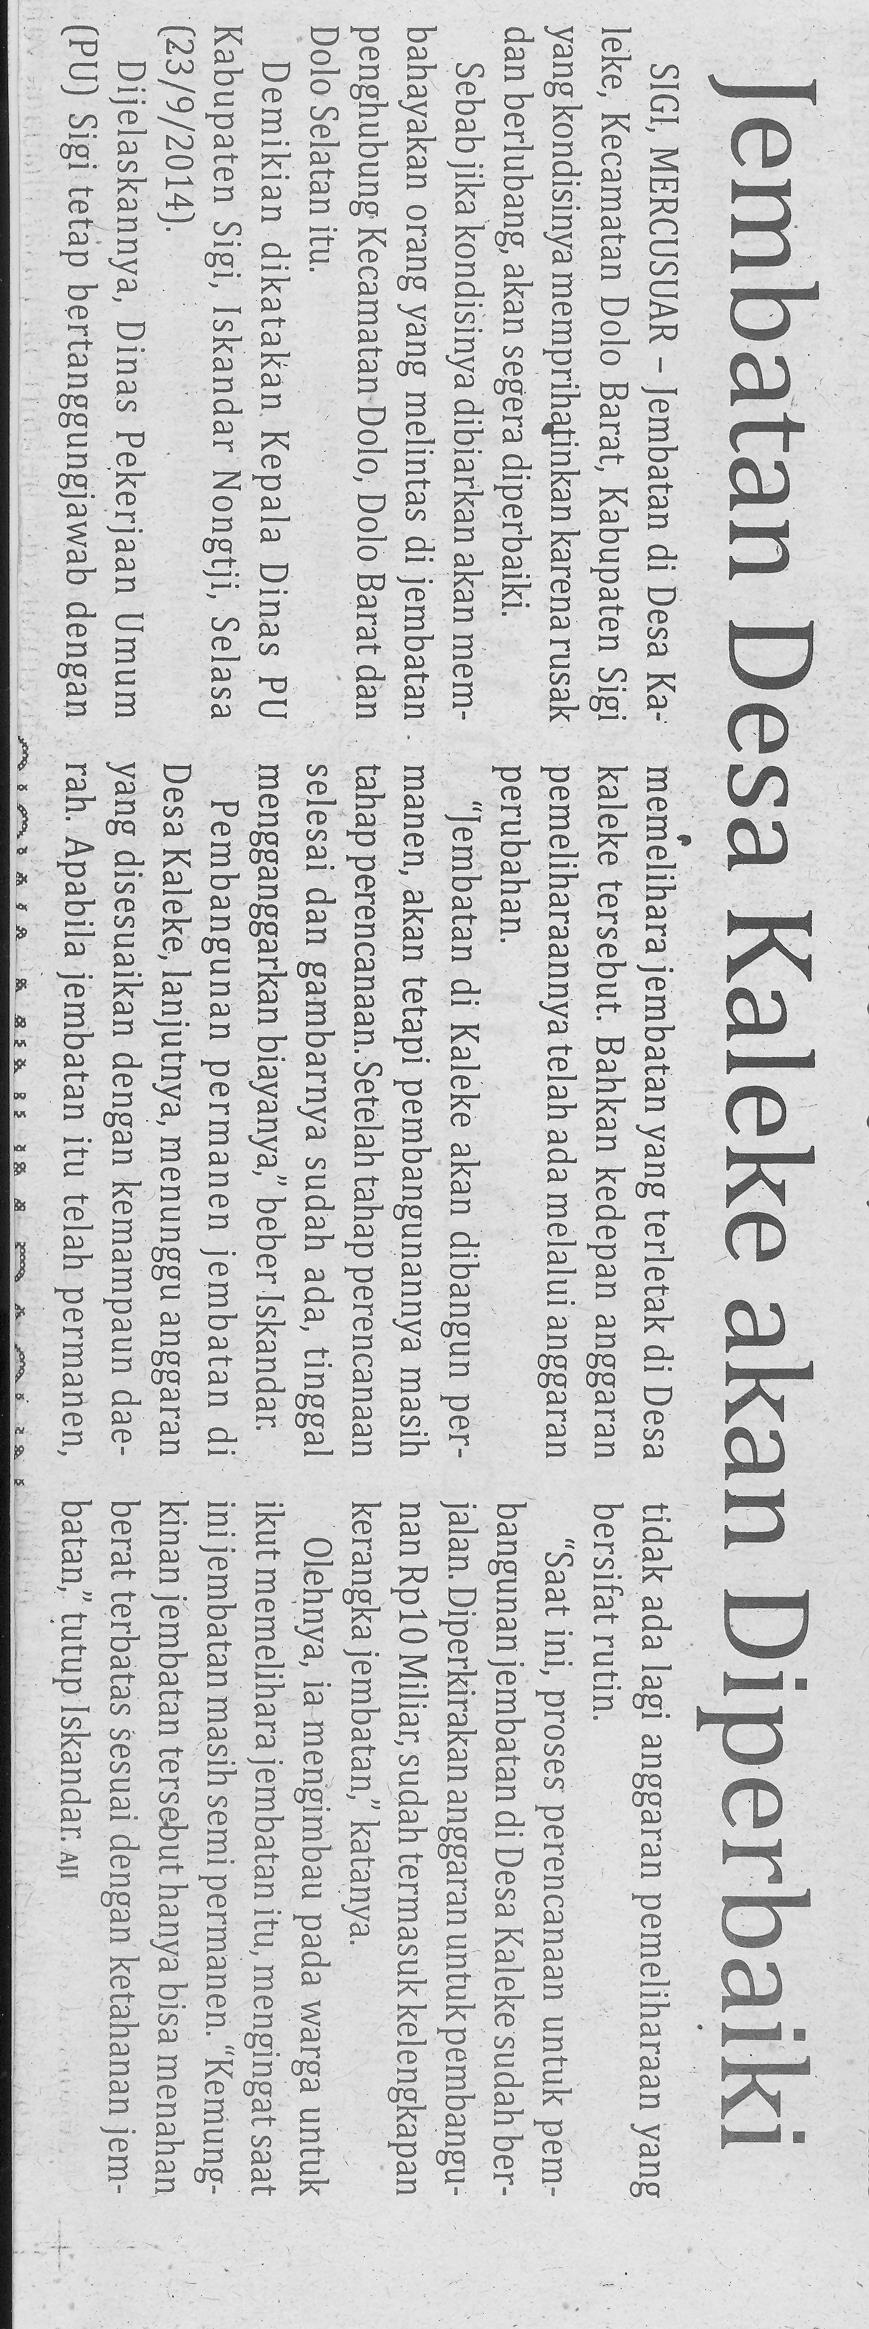 Jembatan Desa Kaleke akan Diperbaiki
SIGI, MERCUSUAR – Jembatan di Desa Ka-
leke, Kecamatan Dolo Barat, Kabupaten Sigi
yang kondisinya memprihatinkan karena rusak
dan berlubang, akan segera diperbaiki.
Sebab jika kondisinya dibiarkan akan mem-
bahayakan orang yang melintas di jembatan
penghubung Kecamatan Dolo, Dolo Barat dan
Dolo Selatan itu.
Demikian dikatakan Kepala Dinas PU
Kabupaten Sigi, Iskandar Nongtji, Selasa
(23/9/2014).
Dijelaskannya, Dinas Pekerjaan Umum
(PU) Sigi tetap bertanggungjawab dengan
memelihara jembatan yang terletak di Desa
kaleke tersebut. Bahkan kedepan anggaran
pemeliharaannya telah ada melalui anggaran
perubahan.
“Jembatan di Kaleke akan dibangun per-
manen, akan tetapi pembangunannya masih
tahap perencanaan. Setelah tahap perencanaan
selesai dan gambarnya sudah ada, tinggal
mengganggarkan biayanya,” beber Iskandar.
Pembangunan permanen jembatan di
Desa Kaleke, lanjutnya, menunggu anggaran
yang disesuaikan dengan kemampaun dae-
rah. Apabila jembatan itu telah permanen,
tidak ada lagi anggaran pemeliharaan yang
bersifat rutin.
“Saat ini, proses perencanaan untuk pem-
bangunan jembatan di Desa Kaleke sudah ber-
jalan. Diperkirakan anggaran untuk pembangu-
nan Rp10 Miliar, sudah termasuk kelengkapan
kerangka jembatan,” katanya.
Olehnya, ia mengimbau pada warga untuk
ikut memelihara jembatan itu, mengingat saat
ini jembatan masih semi permanen. “Kemung-
kinan jembatan tersebut hanya bisa menahan
berat terbatas sesuai dengan ketahanan jem-
batan,” tutup Iskandar. AJI